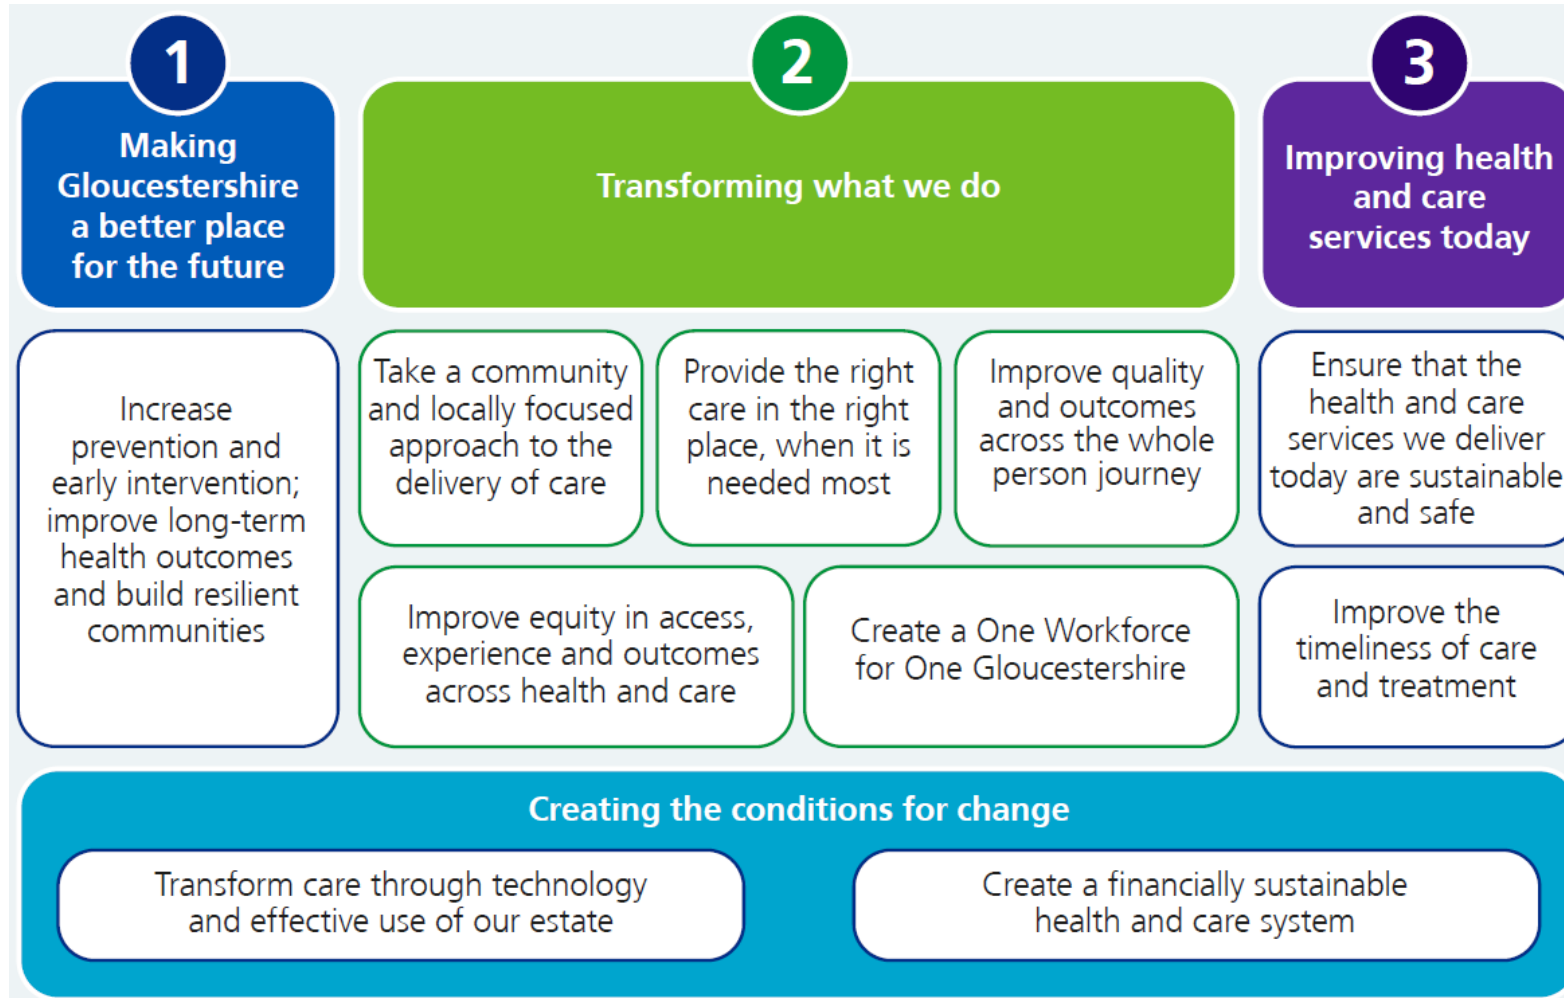 1
Making
Gloucestershire
a better place
for the future
2
Transforming what we do
3
Improving health
and care
services today
Increase
prevention and
early intervention;
improve long-term
health outcomes
and build resilient
communities
Take a community
and locally focused
approach to the
delivery of care
Provide the right
care in the right
place, when it is
needed most
Improve quality
and outcomes
across the whole
person journey
Improve equity in access,
experience and outcomes
across health and care
Create a One Workforce
for One Gloucestershire
Ensure that the
health and care
services we deliver
today are sustainable
and safe
Improve the
timeliness of care
and treatment
Creating the conditions for change
Transform care through technology
and effective use of our estate
Create a financially sustainable
health and care system